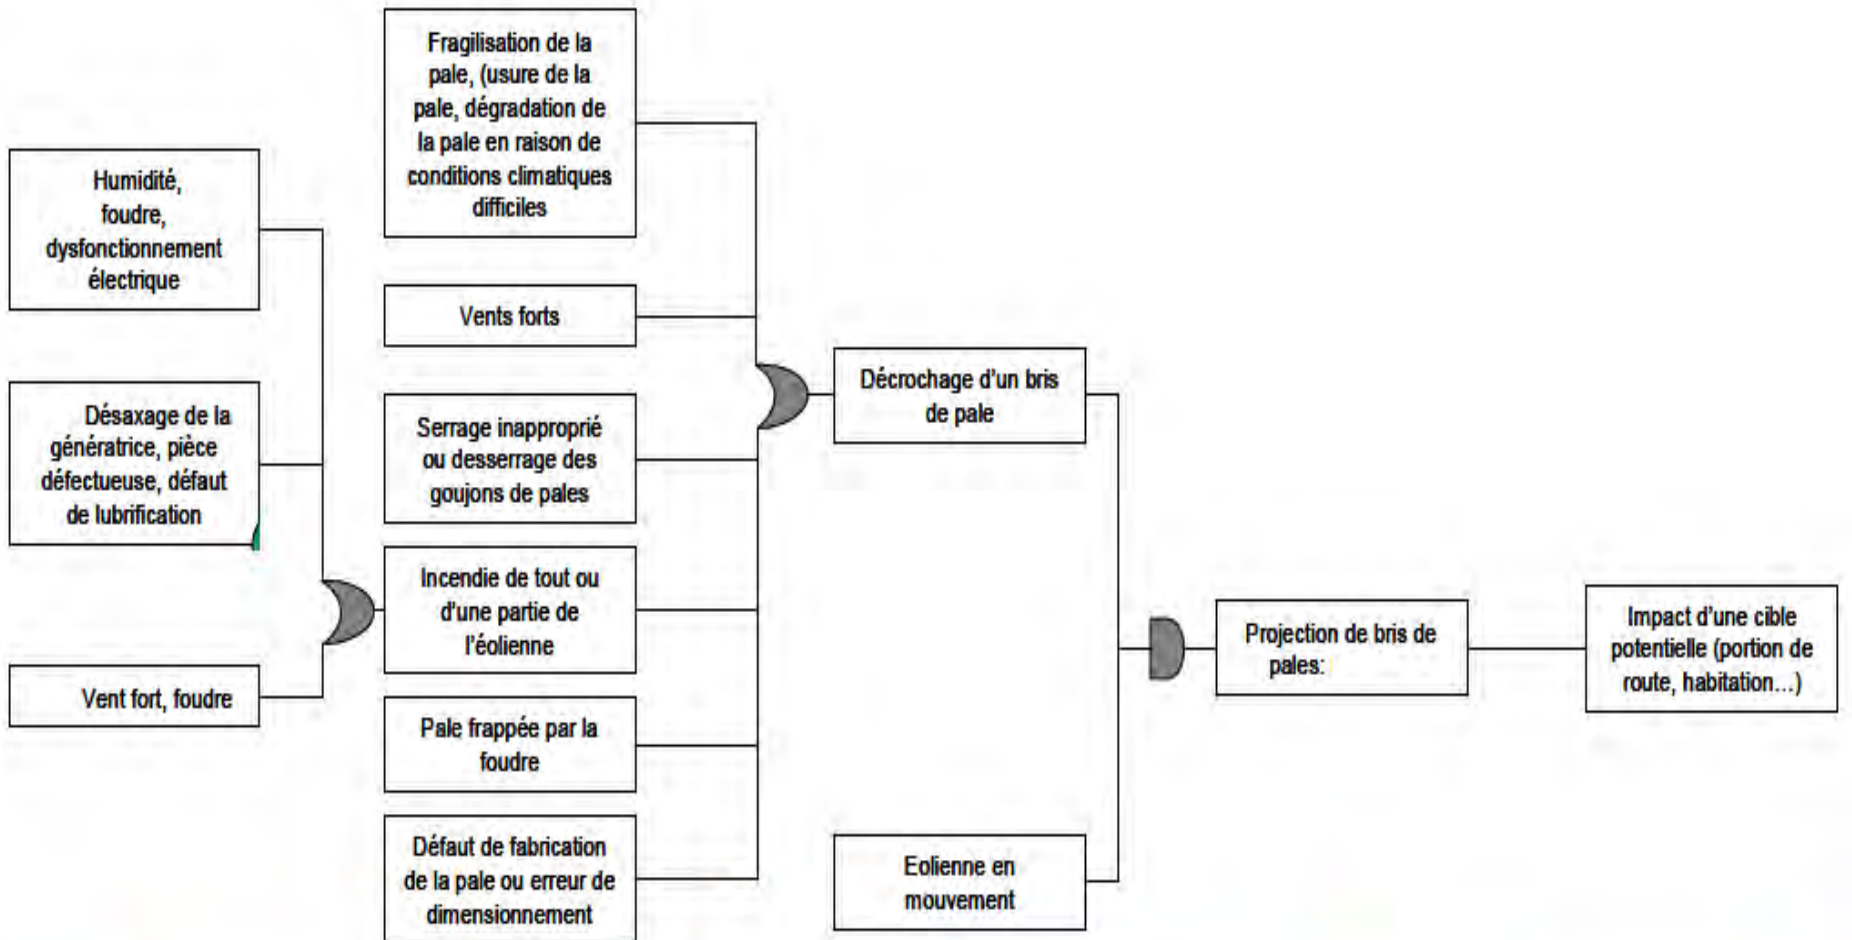 Humidité,
foudre,
dysfonctionnement
électrique
Désaxage de la
génératrice, pièce
défectueuse, défaut
de lubrification
Vent fort, foudre
Fragilisation de la
pale, (usure de la
pale, dégradation de
la pale en raison de
conditions climatiques
difficiles
Vents forts
Serrage inapproprié
ou desserrage des
goujons de pales
Incendie de tout ou
d'une partie de
l'éolienne
Pale frappée par la
foudre
Défaut de fabrication
de la pale ou erreur de
dimensionnement
Décrochage d'un bris
de pale
Eolienne en
mouvement
Projection de bris de
pales:
Impact d'une cible
potentielle (portion de
route, habitation…)